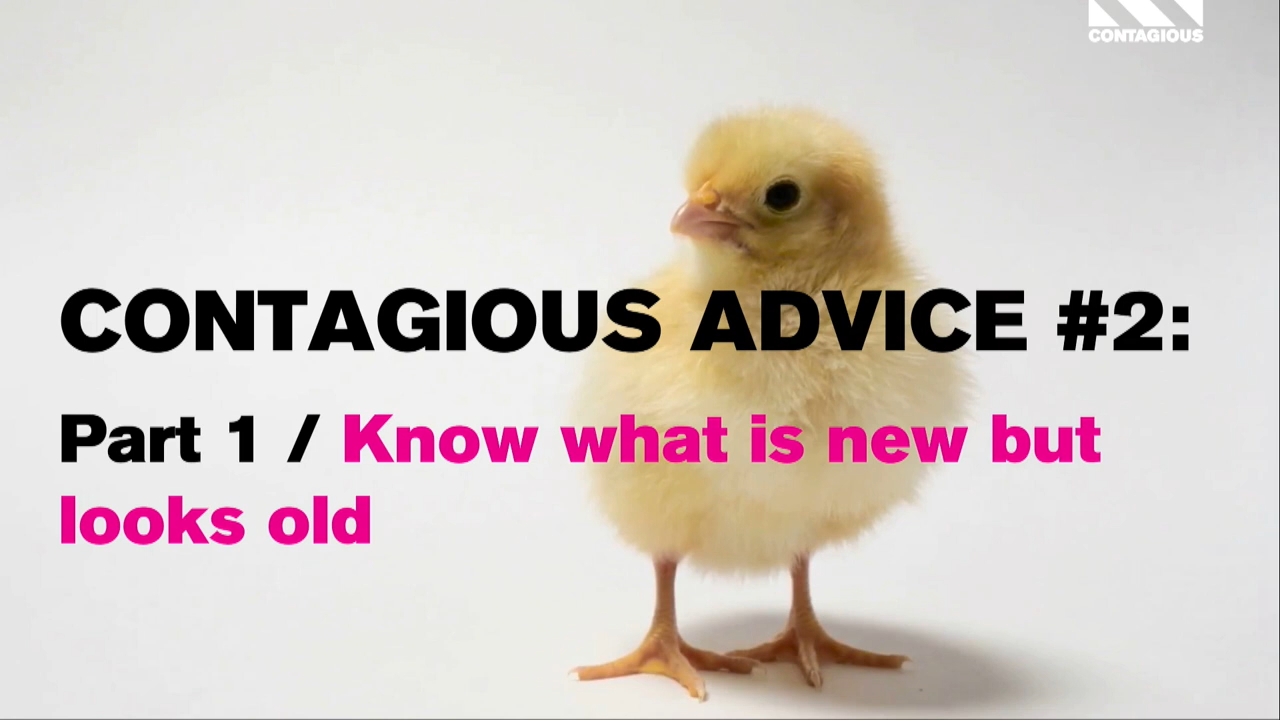 CONTAGIOUS
CONTAGIOUS ADVICE #2:
Part 1 / Know what is new but
looks old